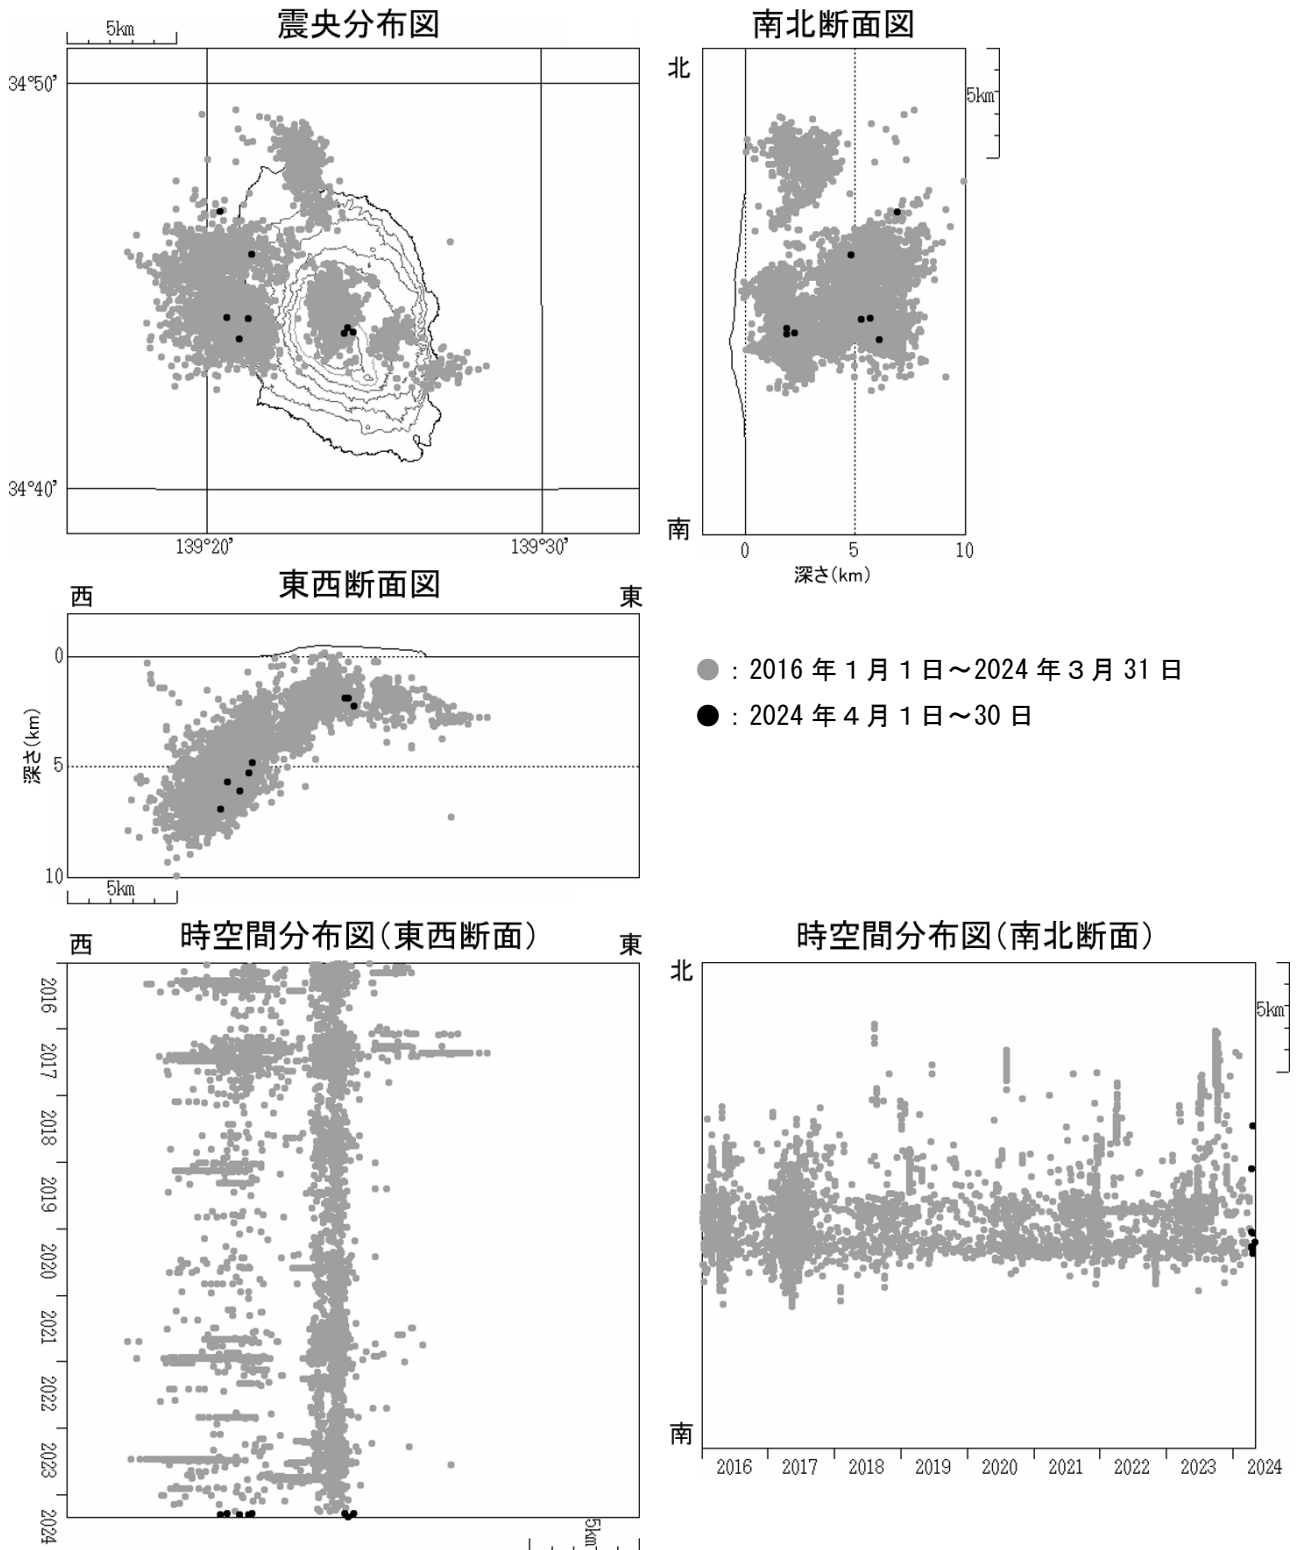 震央分布図
5km
34°50′
34°40′
139°20′
139°30′
南北断面図
北
南
5km
0
5
10
深さ(km)
東西断面図
西
東
0
5
10
深さ(km)
5km
●：2016 年 1 月 1 日～2024 年 3 月 31 日
●：2024 年 4 月 1 日～30 日
時空間分布図(東西断面)
西
東
2016
2017
2018
2019
2020
2021
2022
2023
2024
5km
時空間分布図(南北断面)
北
南
5km
2016
2017
2018
2019
2020
2021
2022
2023
2024